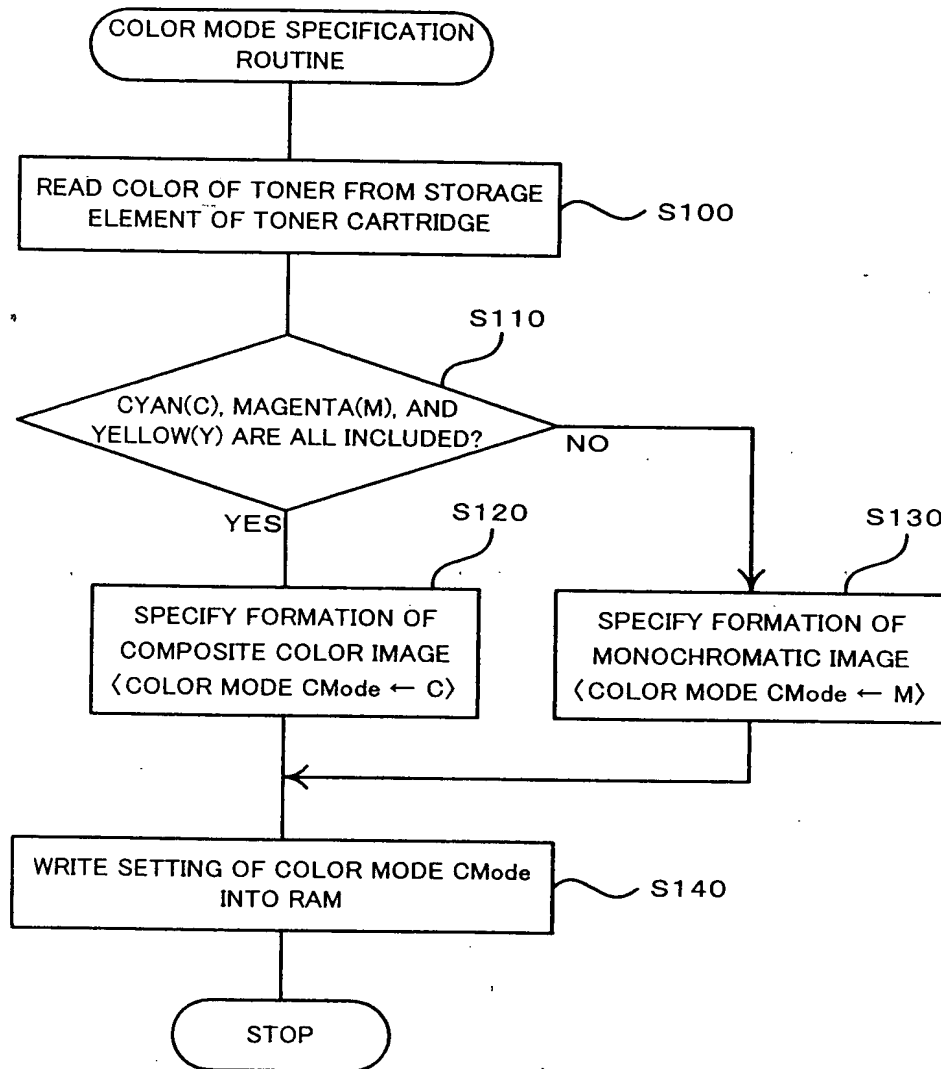 COLOR MODE SPECIFICATION
ROUTINE
READ COLOR OF TONER FROM STORAGE
ELEMENT OF TONER CARTRIDGE
S100
S110
CYAN(C), MAGENTA(M), AND
YELLOW(Y) ARE ALL INCLUDED?
NO
YES
S120
S130
SPECIFY FORMATION OF
COMPOSITE COLOR IMAGE
〈COLOR MODE CMode ← C〉
SPECIFY FORMATION OF
MONOCHROMATIC IMAGE
〈COLOR MODE CMode ← M〉
WRITE SETTING OF COLOR MODE CMode
INTO RAM
S140
STOP